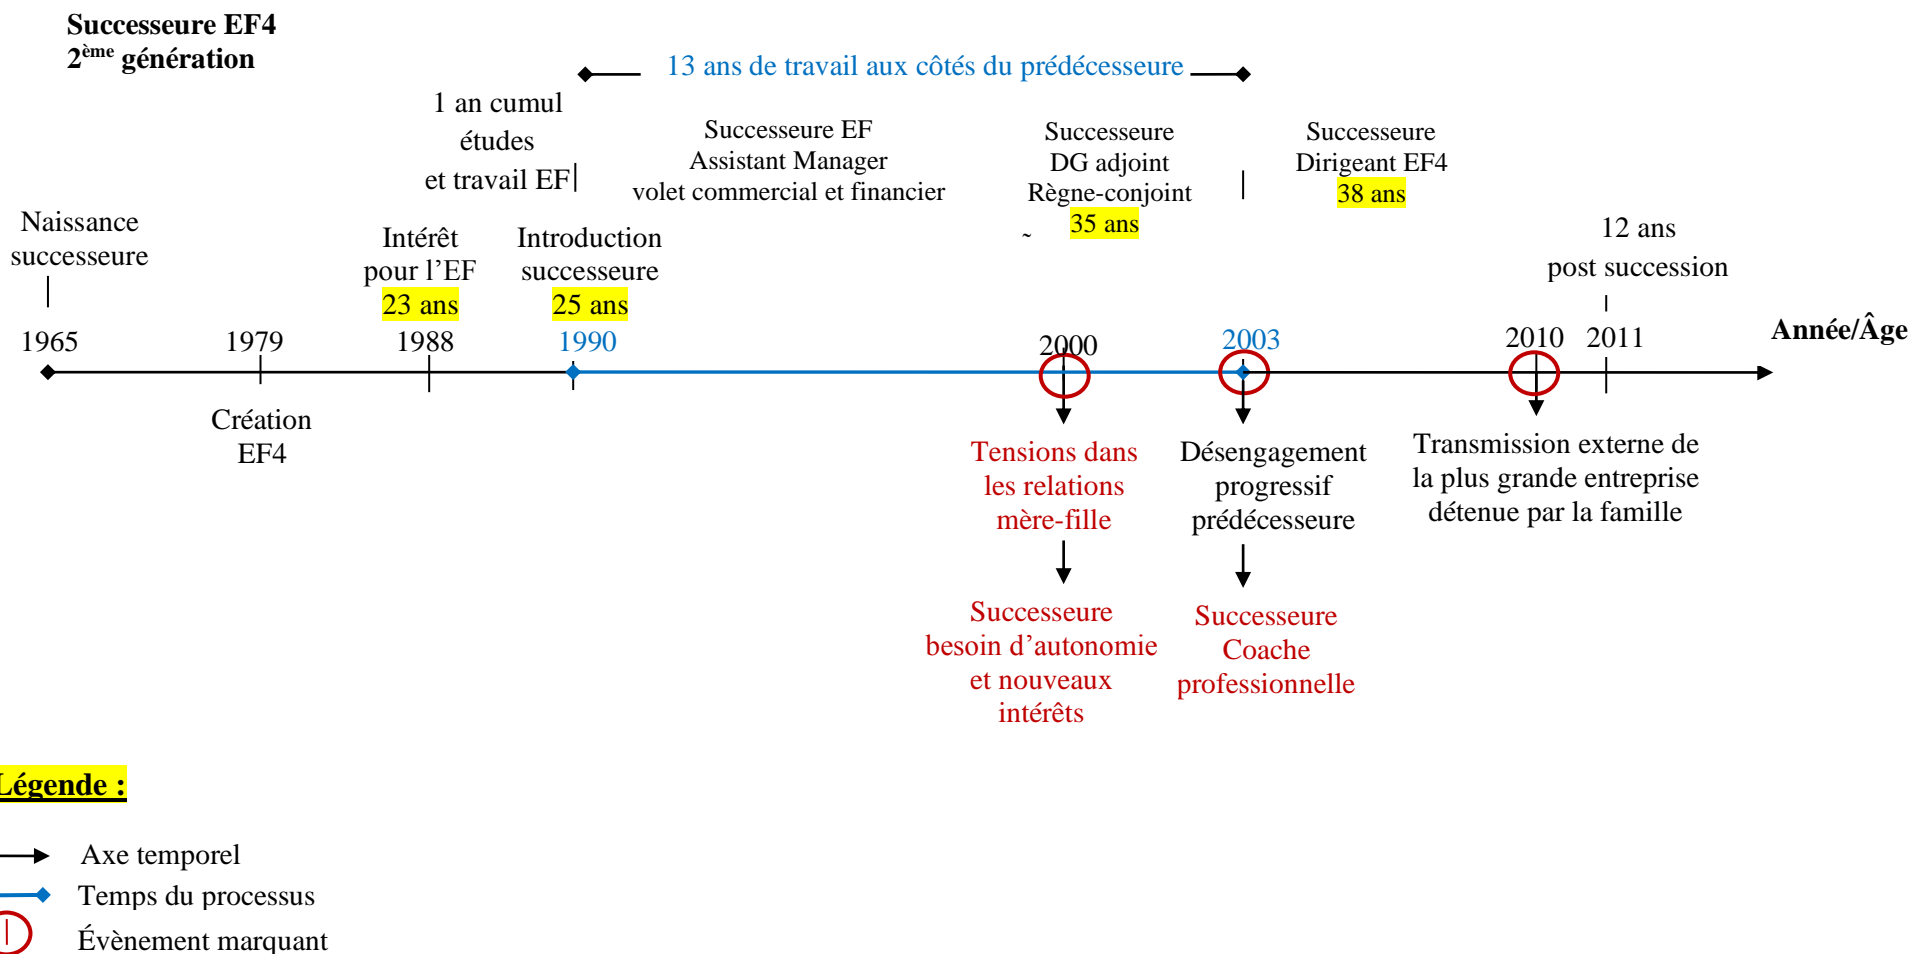 Successeure EF4
2ème génération
13 ans de travail aux côtés du prédécesseure
1 an cumul
études
et travail EF
Successeure EF
Assistant Manager
volet commercial et financier
Successeure
DG adjoint
Règne-conjoint
35 ans
Successeure
Dirigeant EF4
38 ans
Naissance
successeure
Intérêt
pour l’EF
23 ans
Introduction
successeure
25 ans
˜
12 ans
post succession
1965
1979
1988
1990
2000
2003
2010
2011
Année/Âge
Création
EF4
Tensions dans
les relations
mère-fille
Désengagement
progressif
prédécesseure
Transmission externe de
la plus grande entreprise
détenue par la famille
Successeure
besoin d’autonomie
et nouveaux
intérêts
Successeure
Coache
professionnelle
Légende :
Axe temporel
Temps du processus
Évènement marquant